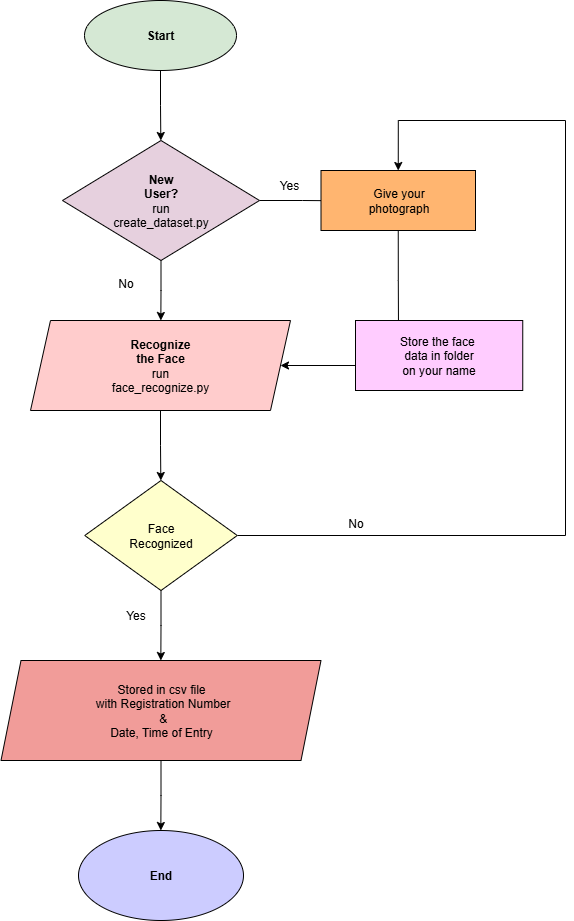 Start
New
User?
run
create_dataset.py
Yes
Give your
photograph
No
Recognize
the Face
run
face_recognize.py
Store the face
data in folder
on your name
Face
Recognized
No
Yes
Stored in csv file
with Registration Number
&
Date, Time of Entry
End